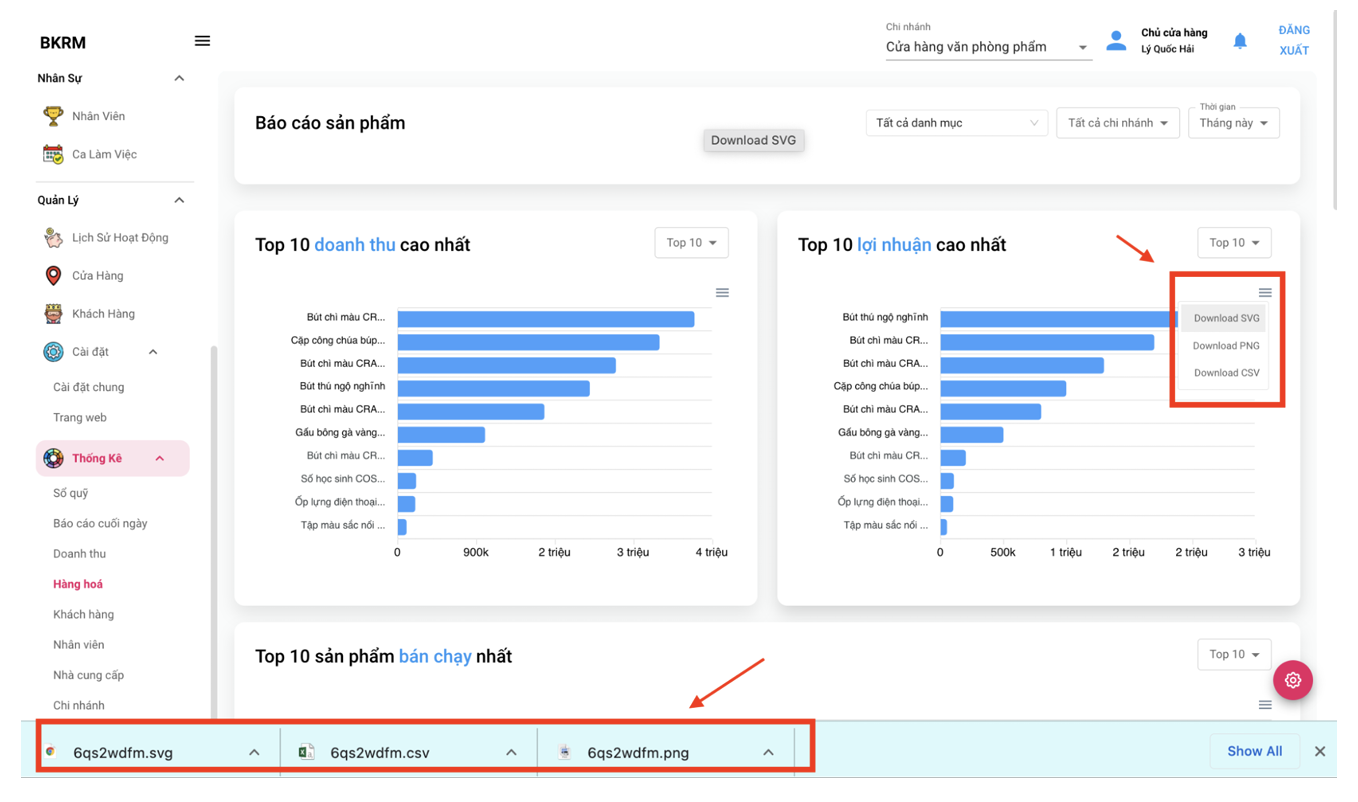 BKRM
Chi nhánh
Cửa hàng văn phòng phẩm
Chủ cửa hàng
Lý Quốc Hải
ĐĂNG
XUẤT
Nhân Sự
Nhân Viên
Ca Làm Việc
Quản Lý
Lịch Sử Hoạt Động
Cửa Hàng
Khách Hàng
Cài đặt
Cài đặt chung
Trang web
Thống Kê
Sổ quỹ
Báo cáo cuối ngày
Doanh thu
Hàng hoá
Khách hàng
Nhân viên
Nhà cung cấp
Chi nhánh
Báo cáo sản phẩm
Download SVG
Tất cả danh mục
Tất cả chi nhánh
Thời gian
Tháng này
Top 10 doanh thu cao nhất
Top 10
Bút chì màu CR...
Cặp công chúa búp...
Bút chì màu CRA...
Bút thú ngộ nghĩnh
Bút chì màu CRA...
Gấu bông gà vàng...
Bút chì màu CR...
Sổ học sinh COS...
Ốp lưng điện thoại...
Tập màu sắc nổi ...
0 900k 2 triệu 3 triệu 4 triệu
Top 10 lợi nhuận cao nhất
Top 10
Download SVG
Download PNG
Download CSV
Bút thú ngộ nghĩnh
Bút chì màu CR...
Bút chì màu CRA...
Cặp công chúa búp...
Bút chì màu CRA...
Gấu bông gà vàng...
Bút chì màu CR...
Sổ học sinh COS...
Ốp lưng điện thoại...
Tập màu sắc nổi ...
0 500k 1 triệu 2 triệu 2 triệu 3 triệu
Top 10 sản phẩm bán chạy nhất
Top 10
6qs2wdfm.svg
6qs2wdfm.csv
6qs2wdfm.png
Show All